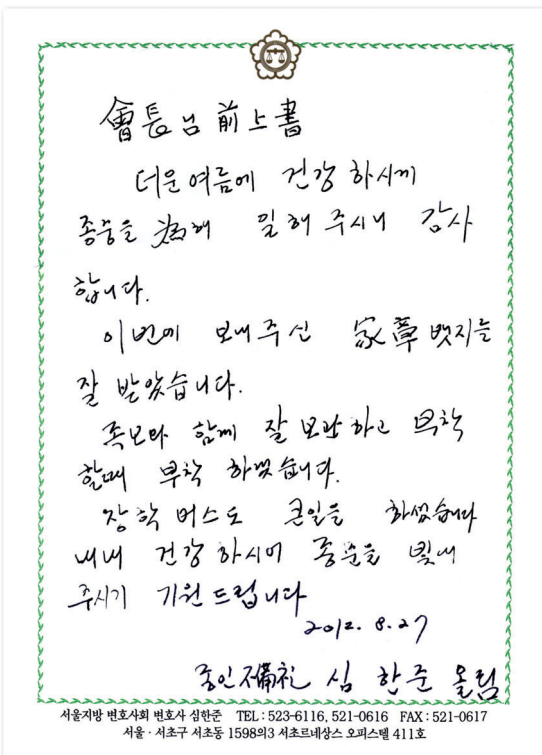 會長님 前上書
더운여름에 건강하시게
종중을 爲해 일해 주시니 감사
합니다.
이번에 보내주신 家章뱃지를
잘 받았습니다.
족보와 함께 잘 보관하고 부착
할때 부착 하겠습니다.
장학 버스도 큰일을 하셨습니다
내내 건강하시어 종중을 빛내
주시기 기원드립니다
2012. 8. 27
종인 不備礼 심한준 올림
서울지방 변호사회 변호사 심한준 TEL : 523-6116, 521-0616 FAX : 521-0617
서울 · 서초구 서초동 1598의3 서초르네상스 오피스텔 411호